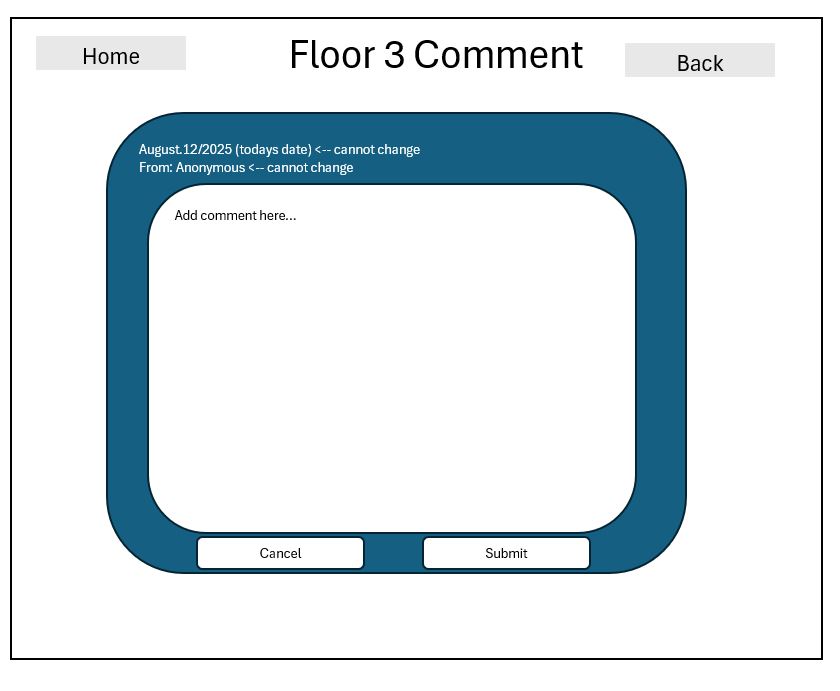 Home
Floor 3 Comment
Back
August.12/2025 (todays date) <-- cannot change
From: Anonymous <-- cannot change
Add comment here...
Cancel
Submit